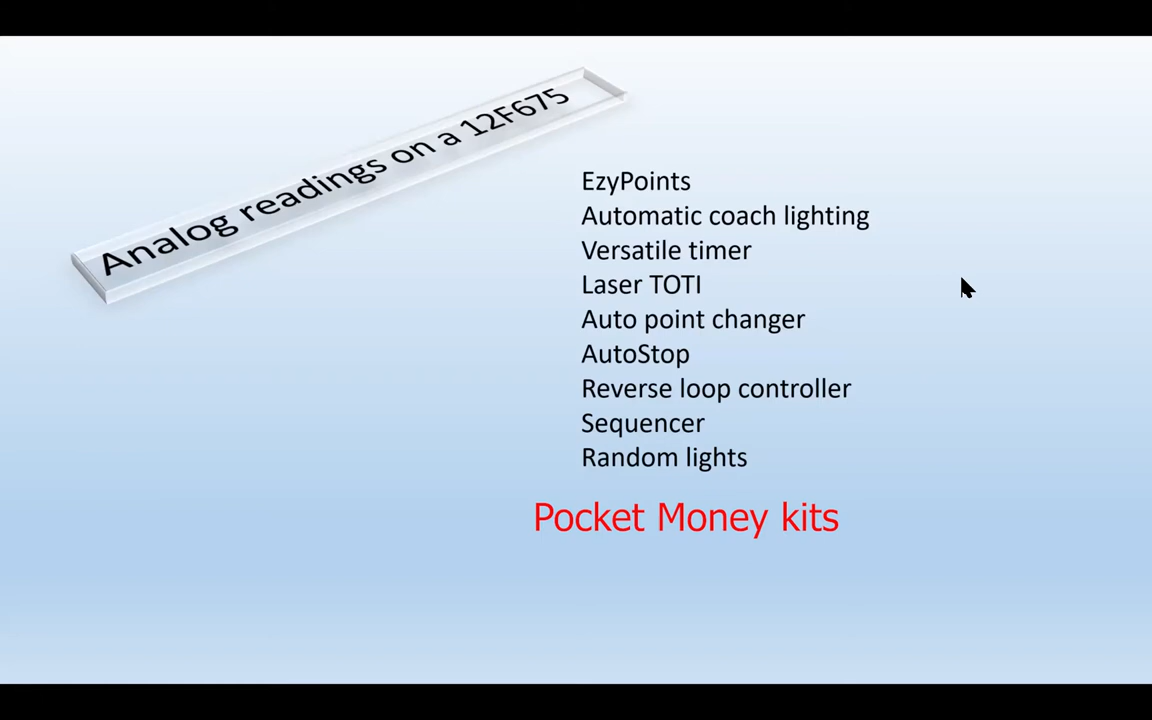 Analog readings on a 12F675
EzyPoints
Automatic coach lighting
Versatile timer
Laser TOTI
Auto point changer
AutoStop
Reverse loop controller
Sequencer
Random lights
Pocket Money kits